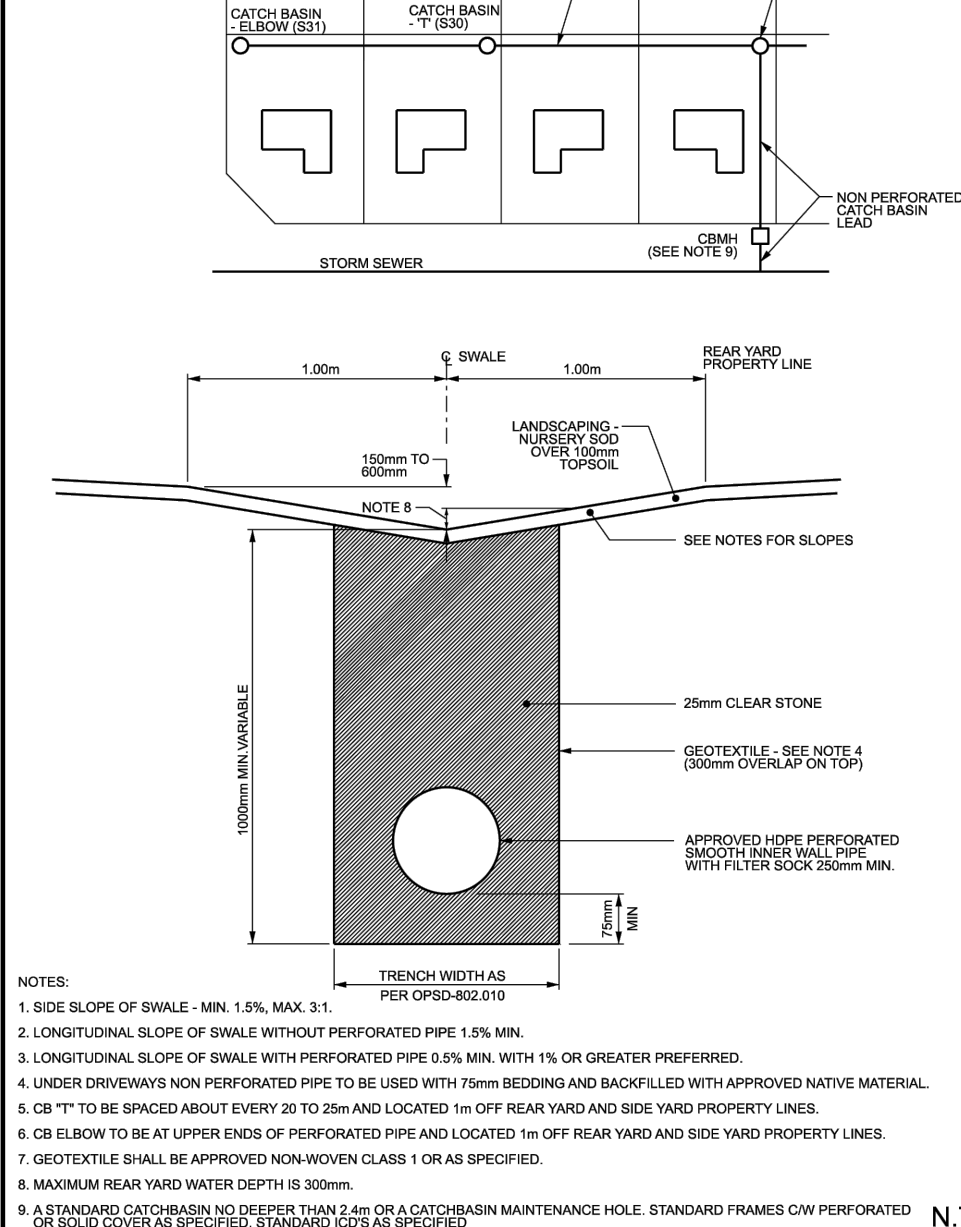 CATCH BASIN
- ELBOW (S31)
CATCH BASIN
- 'T' (S30)
NON PERFORATED
CATCH BASIN
LEAD
CBMH
(SEE NOTE 9)
STORM SEWER
℄ SWALE
REAR YARD
PROPERTY LINE
1.00m
1.00m
LANDSCAPING -
NURSERY SOD
OVER 100mm
TOPSOIL
150mm TO
600mm
NOTE 8
SEE NOTES FOR SLOPES
1000mm MIN.VARIABLE
25mm CLEAR STONE
GEOTEXTILE - SEE NOTE 4
(300mm OVERLAP ON TOP)
APPROVED HDPE PERFORATED
SMOOTH INNER WALL PIPE
WITH FILTER SOCK 250mm MIN.
75mm
MIN
TRENCH WIDTH AS
PER OPSD-802.010
NOTES:
1. SIDE SLOPE OF SWALE - MIN. 1.5%, MAX. 3:1.
2. LONGITUDINAL SLOPE OF SWALE WITHOUT PERFORATED PIPE 1.5% MIN.
3. LONGITUDINAL SLOPE OF SWALE WITH PERFORATED PIPE 0.5% MIN. WITH 1% OR GREATER PREFERRED.
4. UNDER DRIVEWAYS NON PERFORATED PIPE TO BE USED WITH 75mm BEDDING AND BACKFILLED WITH APPROVED NATIVE MATERIAL.
5. CB "T" TO BE SPACED ABOUT EVERY 20 TO 25m AND LOCATED 1m OFF REAR YARD AND SIDE YARD PROPERTY LINES.
6. CB ELBOW TO BE AT UPPER ENDS OF PERFORATED PIPE AND LOCATED 1m OFF REAR YARD AND SIDE YARD PROPERTY LINES.
7. GEOTEXTILE SHALL BE APPROVED NON-WOVEN CLASS 1 OR AS SPECIFIED.
8. MAXIMUM REAR YARD WATER DEPTH IS 300mm.
9. A STANDARD CATCHBASIN NO DEEPER THAN 2.4m OR A CATCHBASIN MAINTENANCE HOLE. STANDARD FRAMES C/W PERFORATED
OR SOLID COVER AS SPECIFIED. STANDARD ICD'S AS SPECIFIED